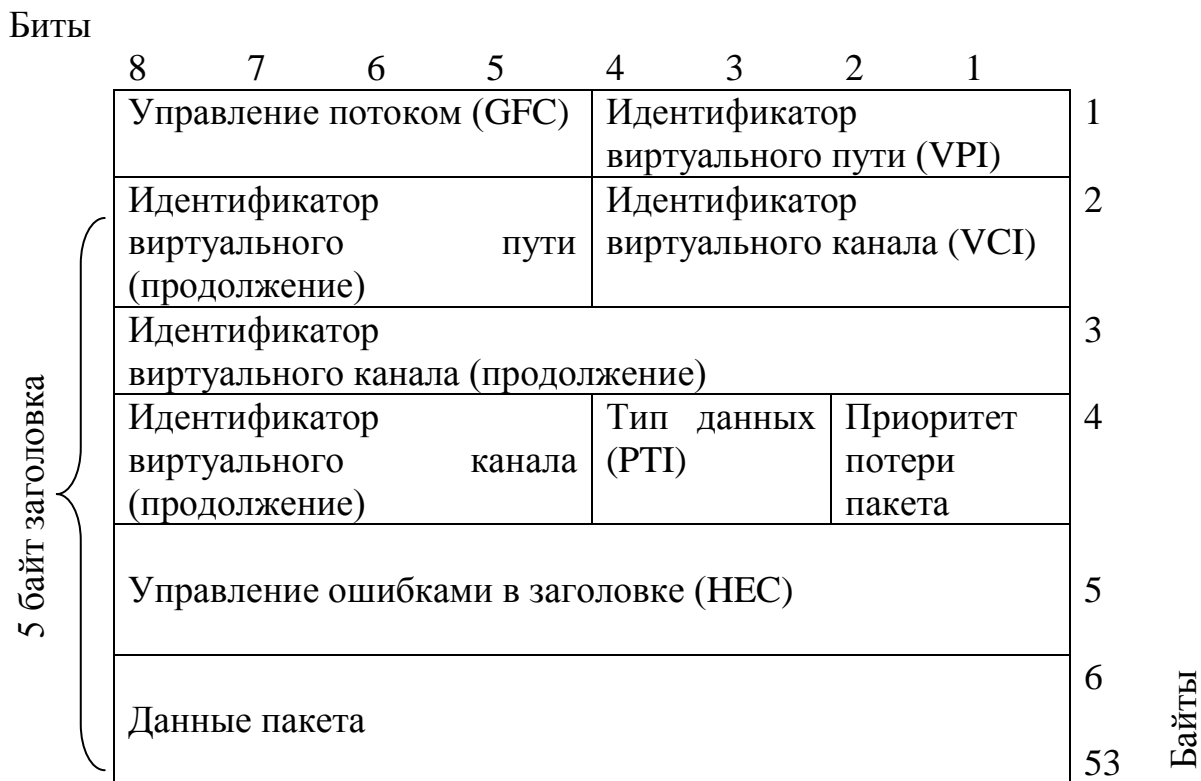 Биты
8 7 6 5 4 3 2 1
Управление потоком (GFC)
Идентификатор
виртуального пути (VPI)
1
Идентификатор
виртуального пути
(продолжение)
Идентификатор
виртуального канала (VCI)
2
Идентификатор
виртуального канала (продолжение)
3
Идентификатор
виртуального канала
(продолжение)
Тип данных
(PTI)
Приоритет
потери
пакета
4
Управление ошибками в заголовке (HEC)
5
Данные пакета
6
53
5 байт заголовка
Байты